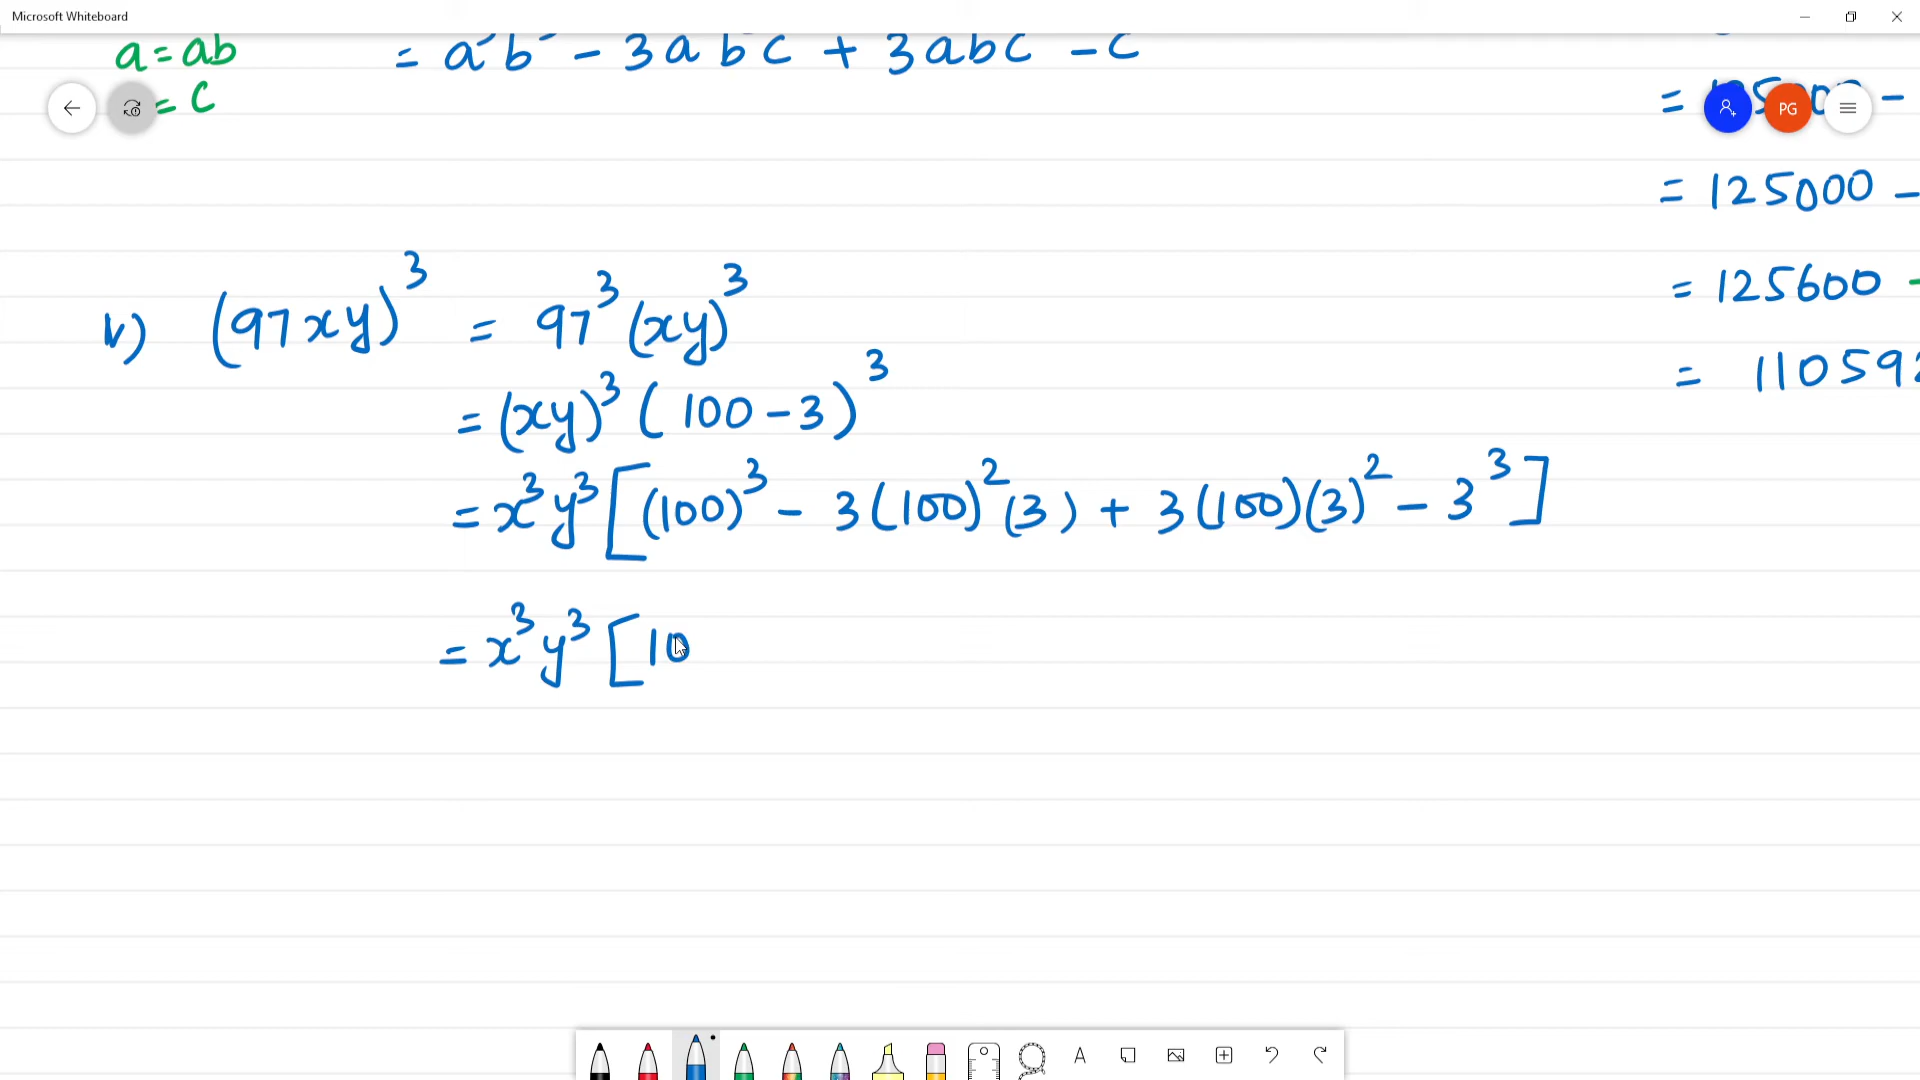 Microsoft Whiteboard
a = ab
= c
= a b - 3 a b c + 3 a b c - c
PG
= 125000 -
= 125600
= 11059
v) (97xy)³ = 97³ (xy)³
= (xy)³ (100 - 3)³
= x³y³ [(100)³ - 3(100)²(3) + 3(100)(3)² - 3³]
= x³y³ [10
A